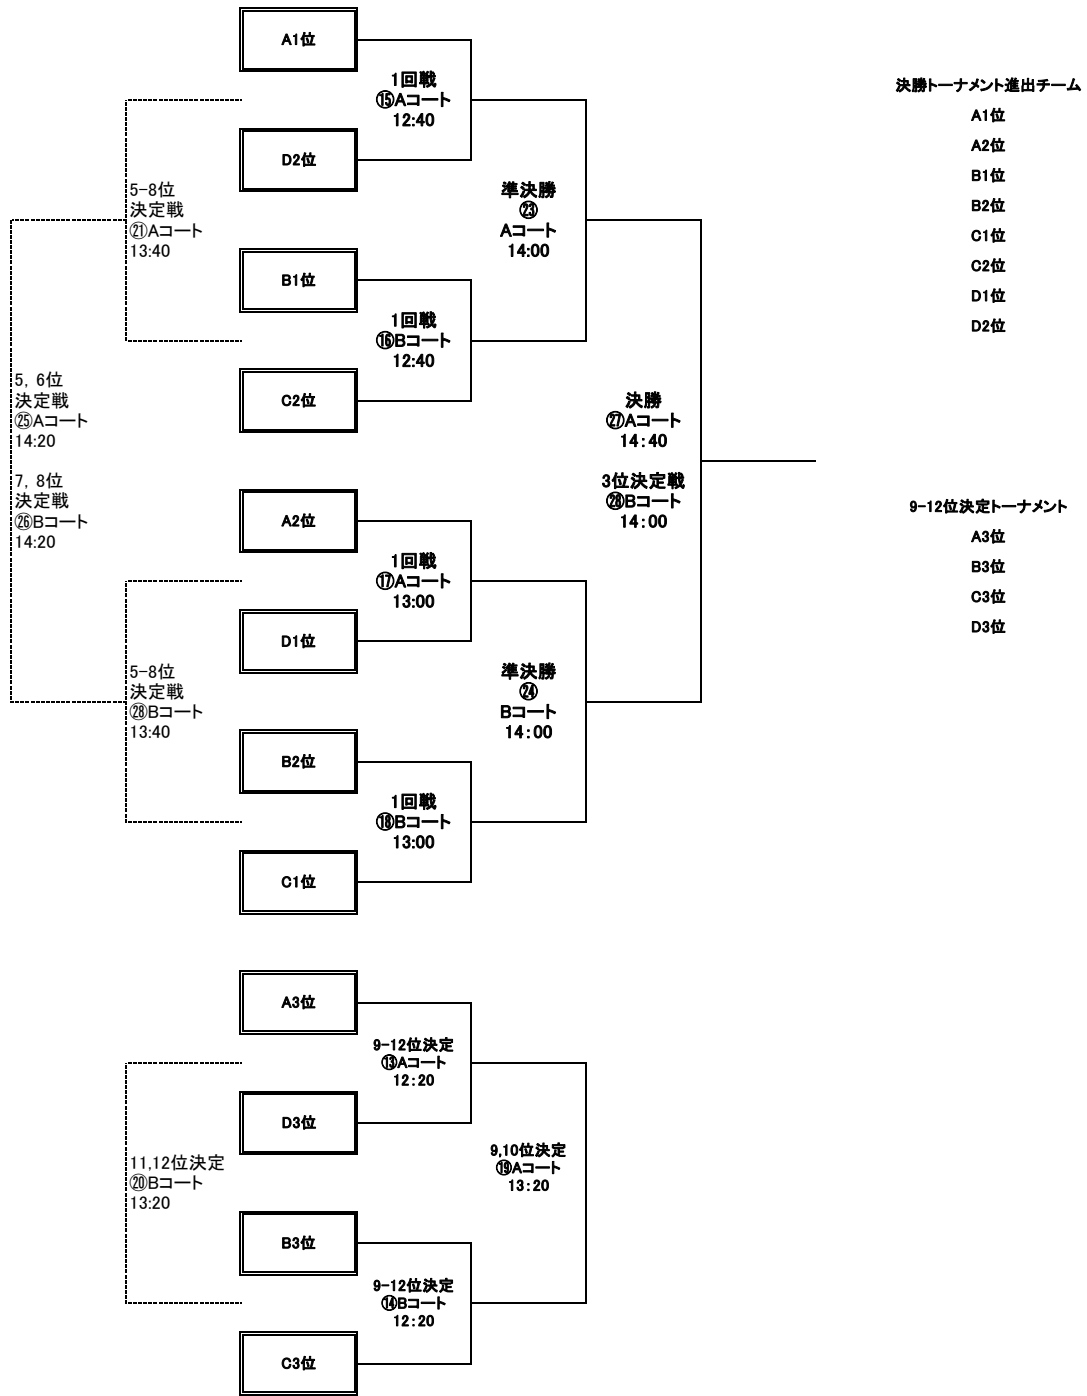 A1位
1回戦
⑮Aコート
12:40
D2位
5-8位
決定戦
㉑Aコート
13:40
準決勝
㉓
Aコート
14:00
B1位
1回戦
⑯Bコート
12:40
C2位
5, 6位
決定戦
㉕Aコート
14:20
7, 8位
決定戦
㉖Bコート
14:20
決勝
㉗Aコート
14:40
3位決定戦
㉘Bコート
14:00
A2位
1回戦
⑰Aコート
13:00
D1位
5-8位
決定戦
㉘Bコート
13:40
準決勝
㉔
Bコート
14:00
B2位
1回戦
⑱Bコート
13:00
C1位
A3位
9-12位決定
⑬Aコート
12:20
D3位
11,12位決定
⑳Bコート
13:20
9,10位決定
⑲Aコート
13:20
B3位
9-12位決定
⑭Bコート
12:20
C3位
決勝トーナメント進出チーム
A1位
A2位
B1位
B2位
C1位
C2位
D1位
D2位
9-12位決定トーナメント
A3位
B3位
C3位
D3位